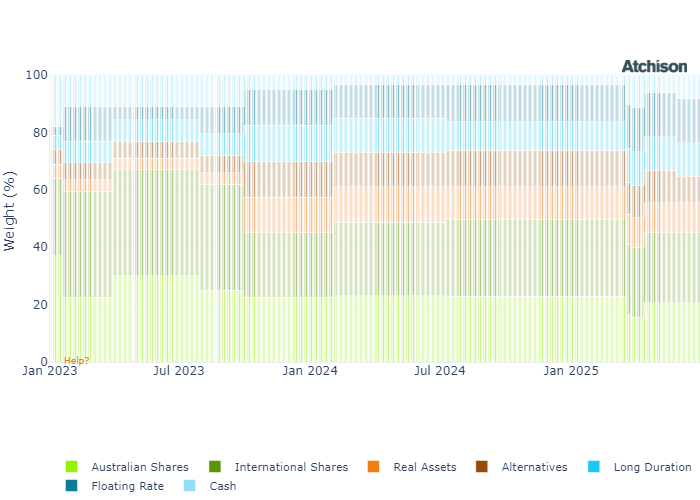 Atchison
100
80
60
40
20
0
Weight (%)
Help?
Jan 2023 Jul 2023 Jan 2024 Jul 2024 Jan 2025
Australian Shares International Shares Real Assets Alternatives Long Duration
Floating Rate Cash